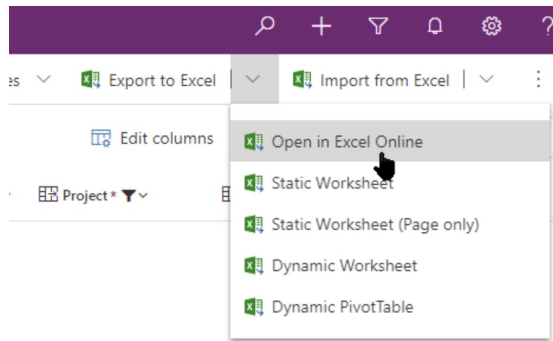 es Export to Excel Import from Excel
Edit columns
Open in Excel Online
Project*
Static Worksheet
Static Worksheet (Page only)
Dynamic Worksheet
Dynamic PivotTable